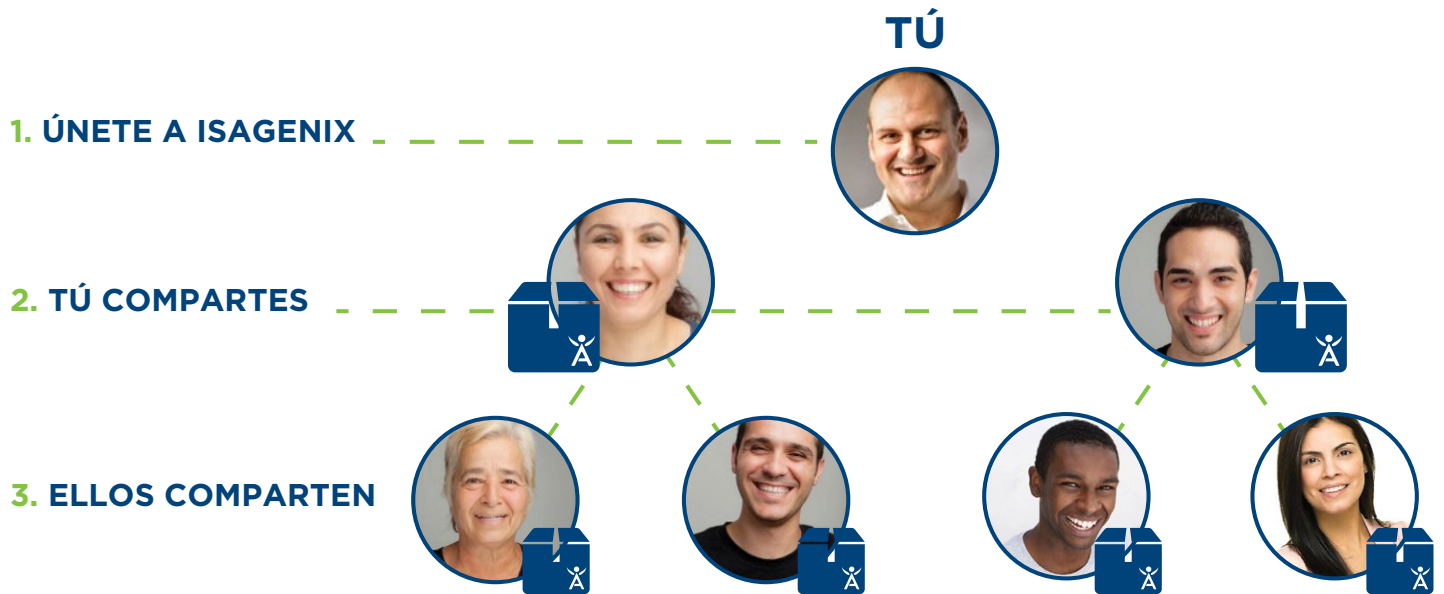 TÚ
1. ÚNETE A ISAGENIX
2. TÚ COMPARTES
3. ELLOS COMPARTEN